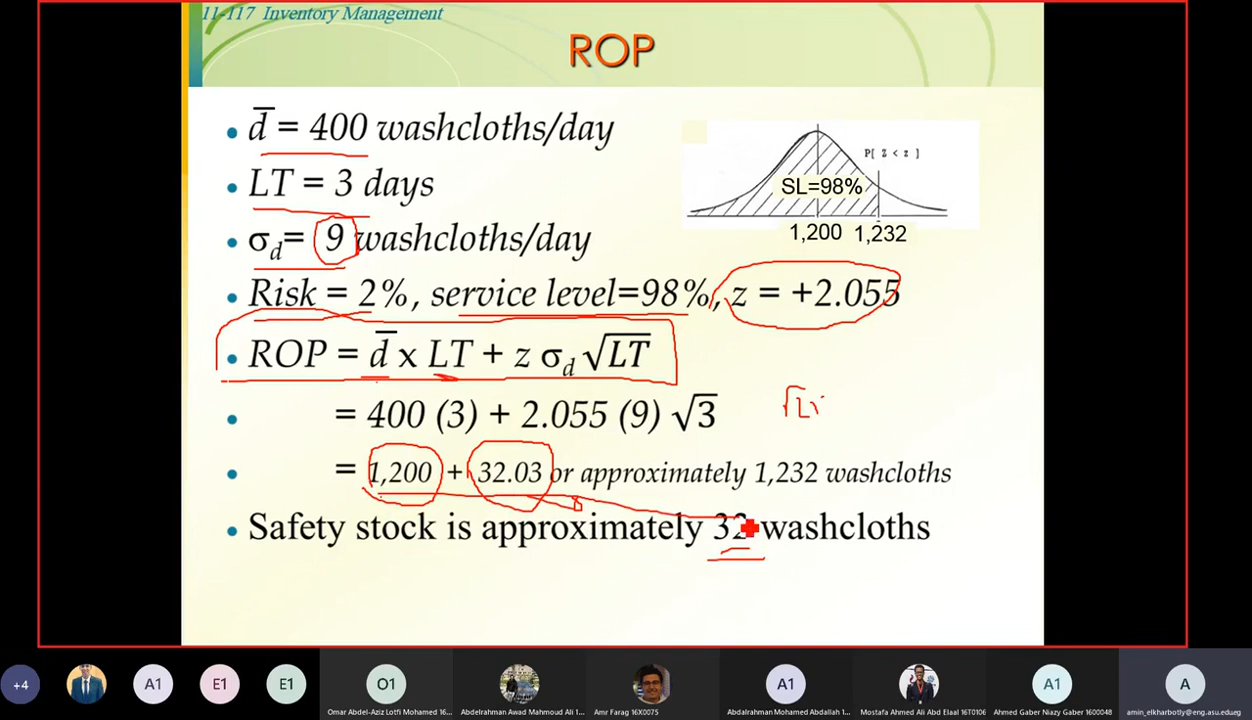 11-117 Inventory Management
ROP
• d̅ = 400 washcloths/day
• LT = 3 days
• σd= 9 washcloths/day
• Risk = 2%, service level=98%, z = +2.055
• ROP = d̅ x LT + z σd √LT
• = 400 (3) + 2.055 (9) √3
• = 1,200 + 32.03 or approximately 1,232 washcloths
• Safety stock is approximately 32 washcloths
P[ Z < z ]
SL=98%
1,200 1,232
+4
A1
E1
E1
O1
A1
A1
A
Omar Abdel-Aziz Lotfi Mohamed 16...
Abdelrahman Awad Mahmoud Ali 1...
Amr Farag 16X0075
Abdalrahman Mohamed Abdallah 1...
Mostafa Ahmed Ali Abd Elaal 16T0106
Ahmed Gaber Niazy Gaber 1600048
amin_elkharbotly@eng.asu.edu.eg